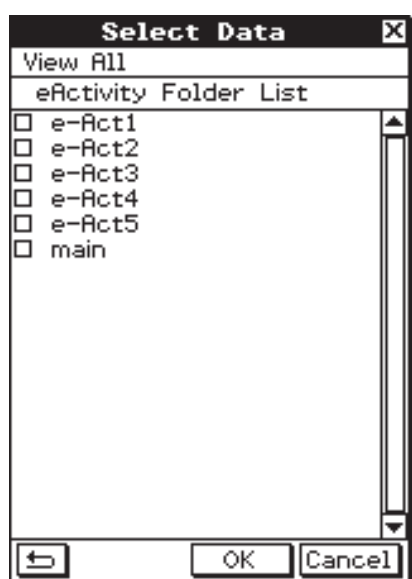 Select Data
View All
eActivity Folder List
e-Act1
e-Act2
e-Act3
e-Act4
e-Act5
main
OK Cancel